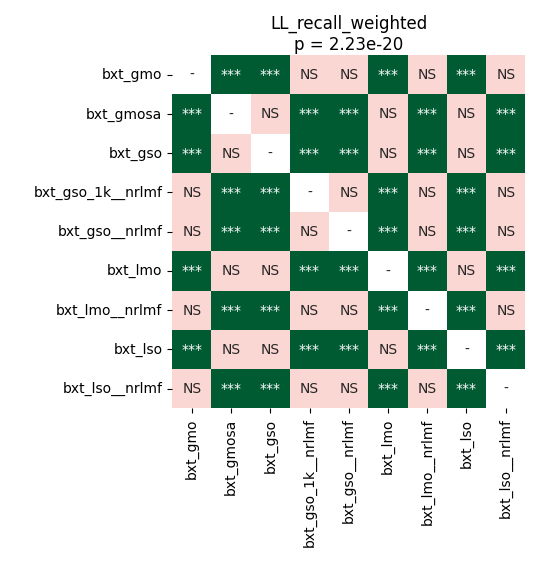 LL_recall_weighted
p = 2.23e-20
bxt_gmo - *** *** NS NS *** NS *** NS
bxt_gmosa *** - NS *** *** NS *** NS ***
bxt_gso *** NS - *** *** NS *** NS ***
bxt_gso_1k__nrlmf NS *** *** - NS *** NS *** NS
bxt_gso__nrlmf NS *** *** NS - *** NS *** NS
bxt_lmo *** NS NS *** *** - *** NS ***
bxt_lmo__nrlmf NS *** *** NS NS *** - *** NS
bxt_lso *** NS NS *** *** NS *** - ***
bxt_lso__nrlmf NS *** *** NS NS *** NS *** -
bxt_gmo
bxt_gmosa
bxt_gso
bxt_gso_1k__nrlmf
bxt_gso__nrlmf
bxt_lmo
bxt_lmo__nrlmf
bxt_lso
bxt_lso__nrlmf